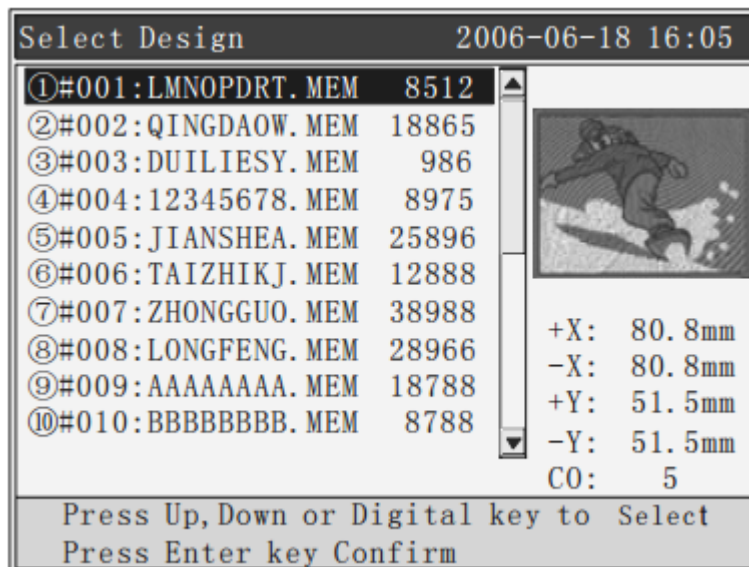 Select Design 2006-06-18 16:05
①#001:LMNOPDRT.MEM 8512
②#002:QINGDAOW.MEM 18865
③#003:DUILIESY.MEM 986
④#004:12345678.MEM 8975
⑤#005:JIANSHEA.MEM 25896
⑥#006:TAIZHIKJ.MEM 12888
⑦#007:ZHONGGUO.MEM 38988
⑧#008:LONGFENG.MEM 28966
⑨#009:AAAAAAAA.MEM 18788
⑩#010:BBBBBBBB.MEM 8788
+X: 80.8mm
-X: 80.8mm
+Y: 51.5mm
-Y: 51.5mm
CO: 5
Press Up,Down or Digital key to Select
Press Enter key Confirm